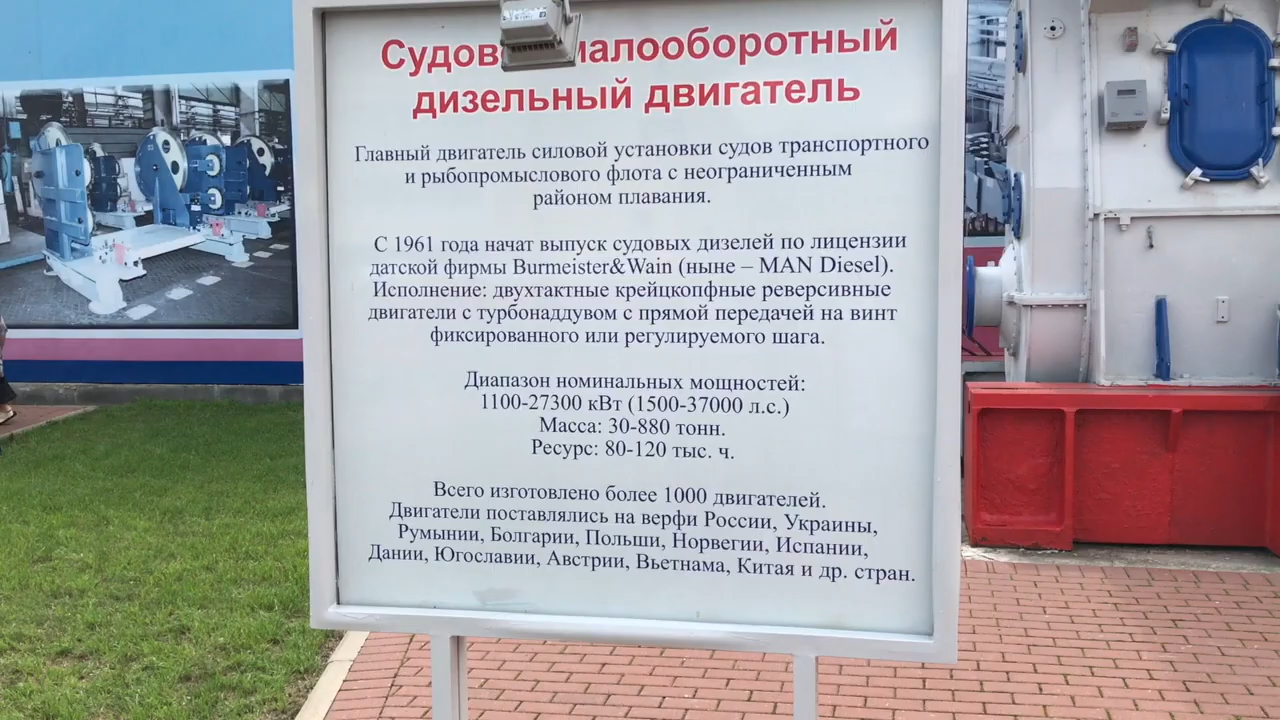 Судов малооборотный
дизельный двигатель
Главный двигатель силовой установки судов транспортного
и рыбопромыслового флота с неограниченным
районом плавания.
С 1961 года начат выпуск судовых дизелей по лицензии
датской фирмы Burmeister&Wain (ныне – MAN Diesel).
Исполнение: двухтактные крейцкопфные реверсивные
двигатели с турбонаддувом с прямой передачей на винт
фиксированного или регулируемого шага.
Диапазон номинальных мощностей:
1100-27300 кВт (1500-37000 л.с.)
Масса: 30-880 тонн.
Ресурс: 80-120 тыс. ч.
Всего изготовлено более 1000 двигателей.
Двигатели поставлялись на верфи России, Украины,
Румынии, Болгарии, Польши, Норвегии, Испании,
Дании, Югославии, Австрии, Вьетнама, Китая и др. стран.